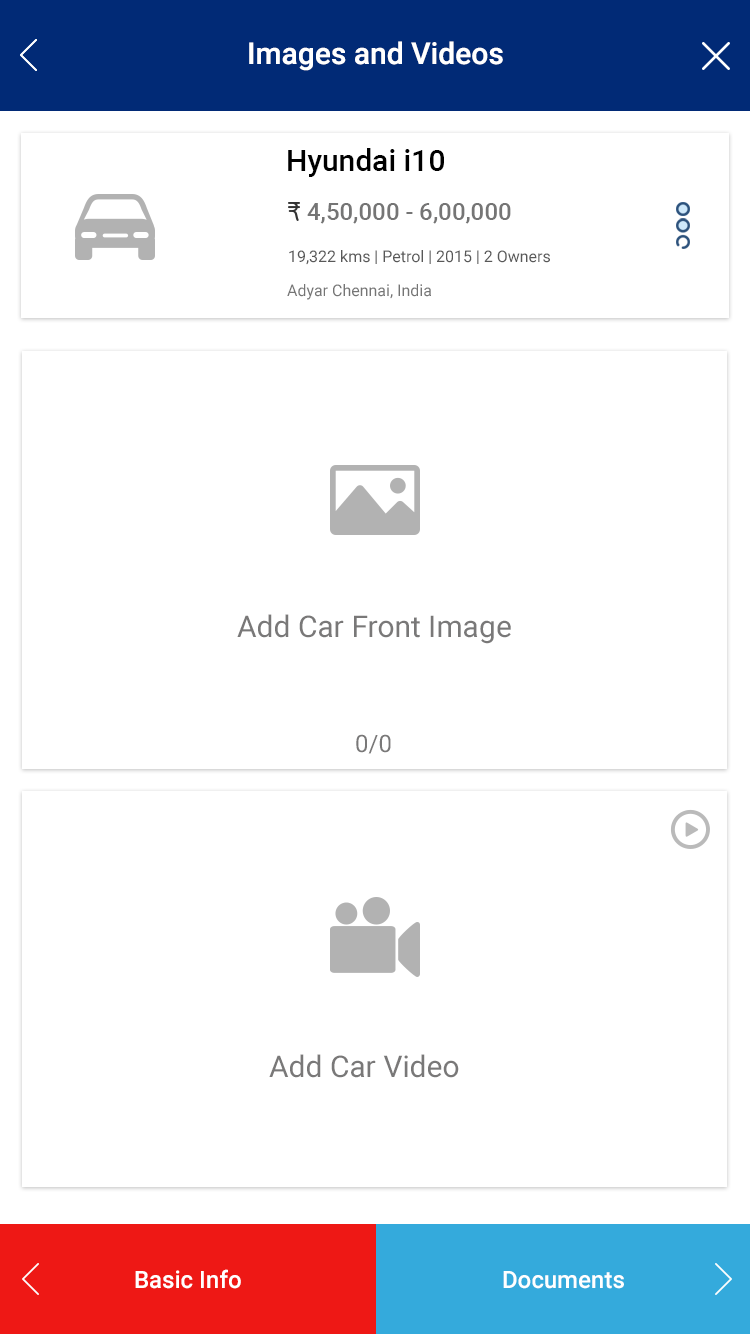 Images and Videos
Hyundai i10
₹ 4,50,000 - 6,00,000
19,322 kms | Petrol | 2015 | 2 Owners
Adyar Chennai, India
Add Car Front Image
0/0
Add Car Video
Basic Info
Documents